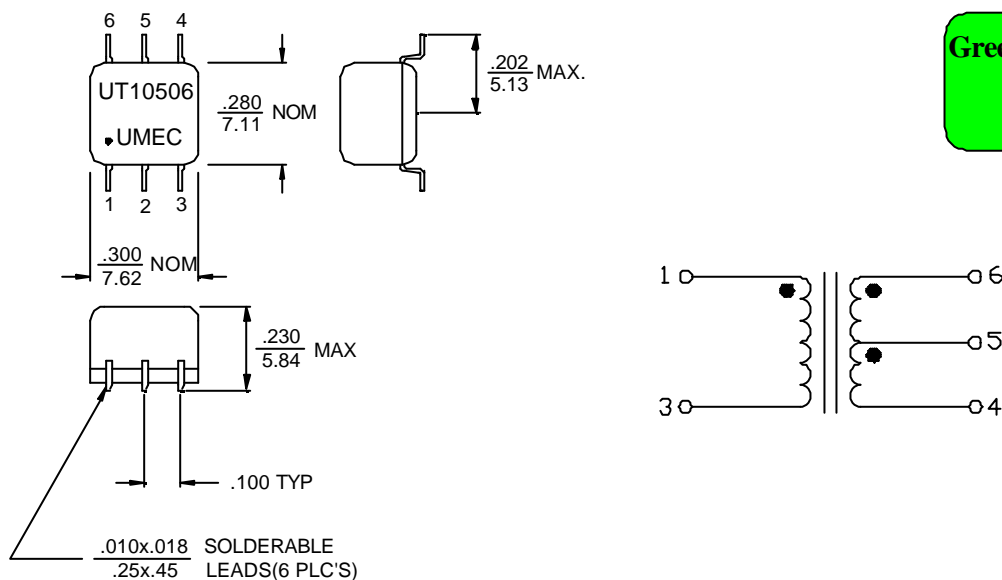 6 5 4
UT10506
UMEC
1 2 3
.280
7.11 NOM
.202
5.13 MAX.
.300
7.62 NOM
.230
5.84 MAX
.100 TYP
.010x.018 SOLDERABLE
.25x.45 LEADS(6 PLC'S)
1
3
6
5
4